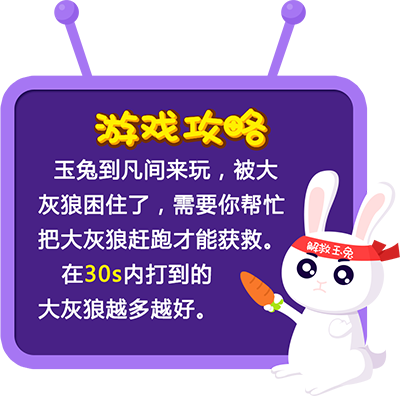 游戏攻略
玉兔到凡间来玩，被大
灰狼困住了，需要你帮忙
把大灰狼赶跑才能获救。
在30s内打到的
大灰狼越多越好。
解救玉兔